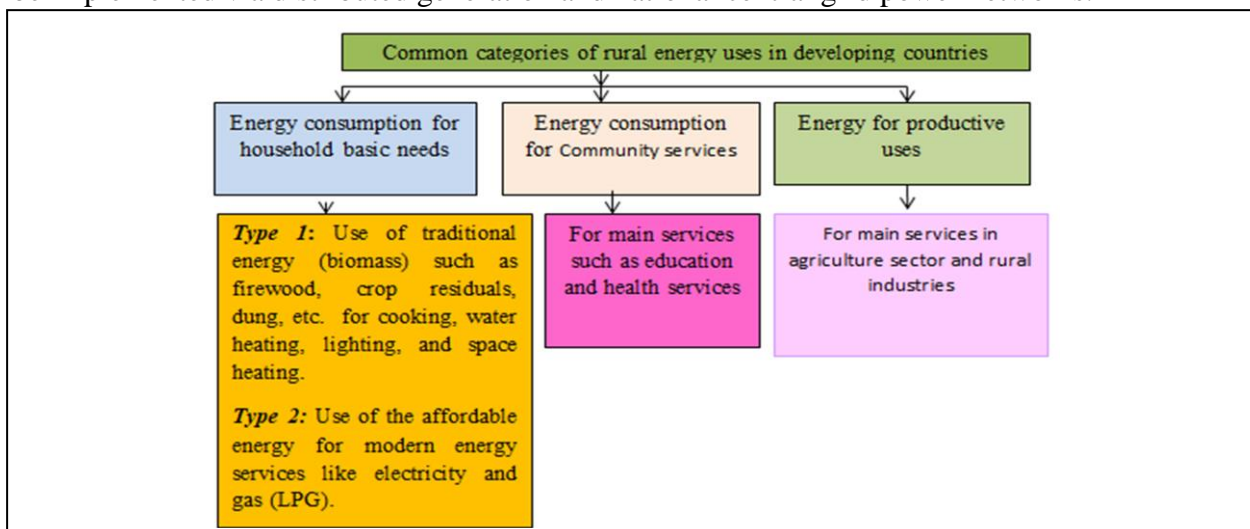 Common categories of rural energy uses in developing countries
Energy consumption for
household basic needs
Energy consumption
for Community services
Energy for productive
uses
Type 1: Use of traditional
energy (biomass) such as
firewood, crop residuals,
dung, etc. for cooking, water
heating, lighting, and space
heating.
Type 2: Use of the affordable
energy for modern energy
services like electricity and
gas (LPG).
For main services
such as education
and health services
For main services in
agriculture sector and rural
industries